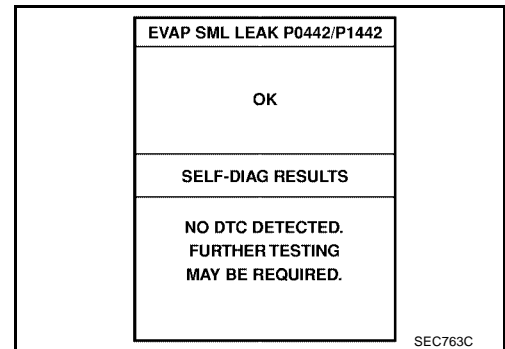 EVAP SML LEAK P0442/P1442
OK
SELF-DIAG RESULTS
NO DTC DETECTED.
FURTHER TESTING
MAY BE REQUIRED.
SEC763C